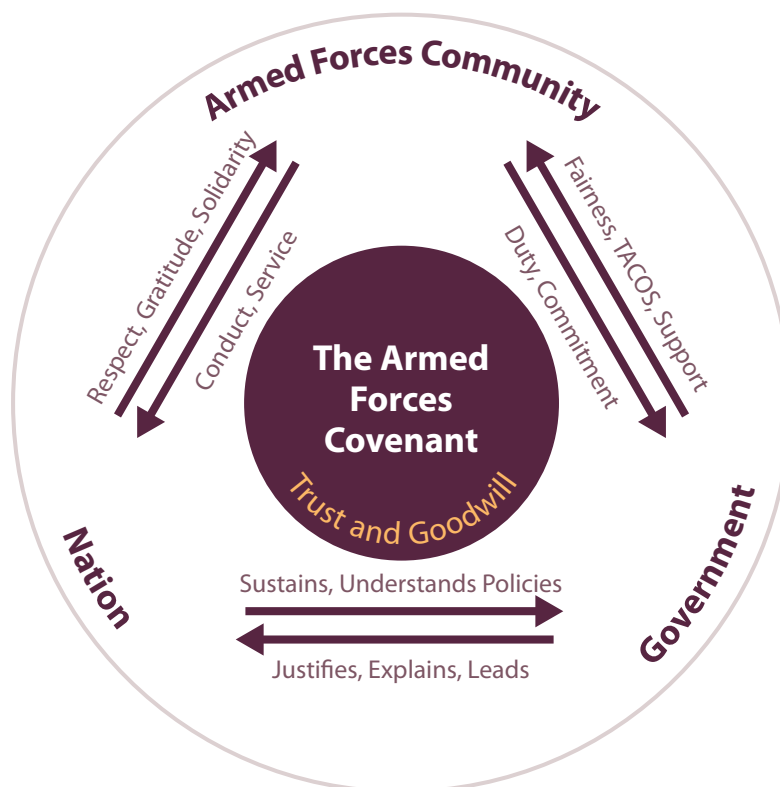 Armed Forces Community
Respect, Gratitude, Solidarity
Conduct, Service
Fairness, TACOS, Support
Duty, Commitment
The Armed
Forces
Covenant
Trust and Goodwill
Nation
Government
Sustains, Understands Policies
Justifies, Explains, Leads